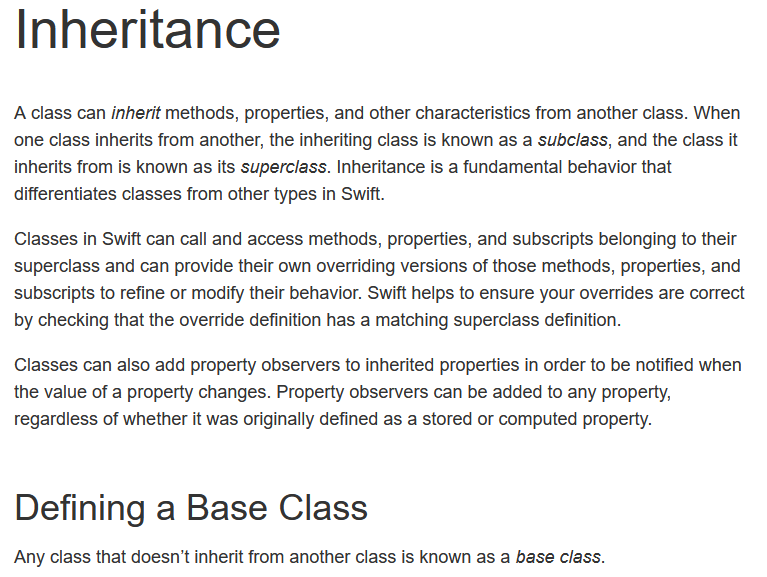 Inheritance
A class can inherit methods, properties, and other characteristics from another class. When
one class inherits from another, the inheriting class is known as a subclass, and the class it
inherits from is known as its superclass. Inheritance is a fundamental behavior that
differentiates classes from other types in Swift.
Classes in Swift can call and access methods, properties, and subscripts belonging to their
superclass and can provide their own overriding versions of those methods, properties, and
subscripts to refine or modify their behavior. Swift helps to ensure your overrides are correct
by checking that the override definition has a matching superclass definition.
Classes can also add property observers to inherited properties in order to be notified when
the value of a property changes. Property observers can be added to any property,
regardless of whether it was originally defined as a stored or computed property.
Defining a Base Class
Any class that doesn’t inherit from another class is known as a base class.